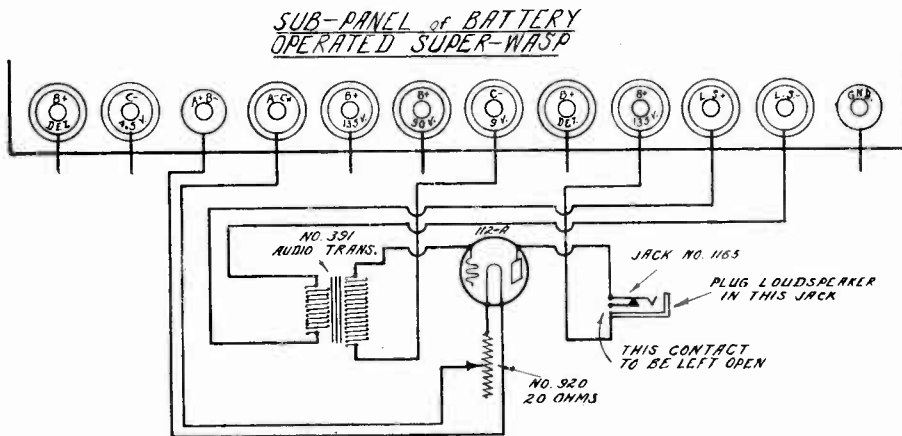 SUB-PANEL of BATTERY
OPERATED SUPER-WASP
B+
DET.
C-
4.5 V.
A+B-
A-C+
B+
135 V.
B+
90 V.
C-
9 V.
B+
DET.
B+
135 V.
L.S.+
L.S.-
GND.
NO. 391
AUDIO TRANS.
112-A
JACK NO. 1165
PLUG LOUDSPEAKER
IN THIS JACK
THIS CONTACT
TO BE LEFT OPEN
NO. 920
20 OHMS